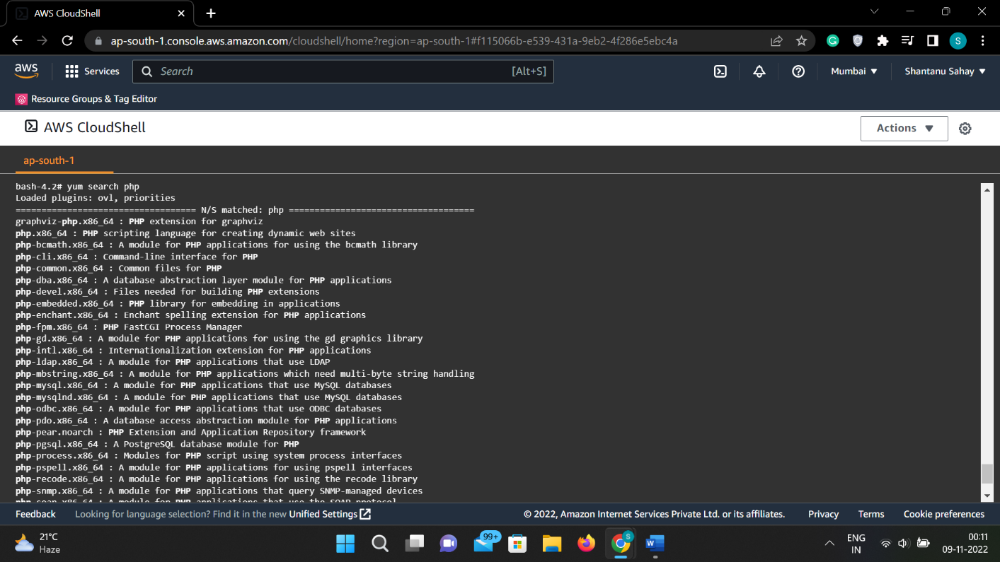 AWS CloudShell
ap-south-1.console.aws.amazon.com/cloudshell/home?region=ap-south-1#f115066b-e539-431a-9eb2-4f286e5ebc4a
G
S
aws
Services
Search
[Alt+S]
Mumbai
Shantanu Sahay
Resource Groups & Tag Editor
AWS CloudShell
Actions
ap-south-1
bash-4.2# yum search php
Loaded plugins: ovl, priorities
=================================== N/S matched: php ====================================
graphviz-php.x86_64 : PHP extension for graphviz
php.x86_64 : PHP scripting language for creating dynamic web sites
php-bcmath.x86_64 : A module for PHP applications for using the bcmath library
php-cli.x86_64 : Command-line interface for PHP
php-common.x86_64 : Common files for PHP
php-dba.x86_64 : A database abstraction layer module for PHP applications
php-devel.x86_64 : Files needed for building PHP extensions
php-embedded.x86_64 : PHP library for embedding in applications
php-enchant.x86_64 : Enchant spelling extension for PHP applications
php-fpm.x86_64 : PHP FastCGI Process Manager
php-gd.x86_64 : A module for PHP applications for using the gd graphics library
php-intl.x86_64 : Internationalization extension for PHP applications
php-ldap.x86_64 : A module for PHP applications that use LDAP
php-mbstring.x86_64 : A module for PHP applications which need multi-byte string handling
php-mysql.x86_64 : A module for PHP applications that use MySQL databases
php-mysqlnd.x86_64 : A module for PHP applications that use MySQL databases
php-odbc.x86_64 : A module for PHP applications that use ODBC databases
php-pdo.x86_64 : A database access abstraction module for PHP applications
php-pear.noarch : PHP Extension and Application Repository framework
php-pgsql.x86_64 : A PostgreSQL database module for PHP
php-process.x86_64 : Modules for PHP script using system process interfaces
php-pspell.x86_64 : A module for PHP applications for using pspell interfaces
php-recode.x86_64 : A module for PHP applications for using the recode library
php-snmp.x86_64 : A module for PHP applications that query SNMP-managed devices
php-soap.x86_64 : A module for PHP applications that use the SOAP protocol
Feedback
Looking for language selection? Find it in the new Unified Settings
© 2022, Amazon Internet Services Private Ltd. or its affiliates.
Privacy
Terms
Cookie preferences
21°C
Haze
99+
S
W
ENG
IN
00:11
09-11-2022